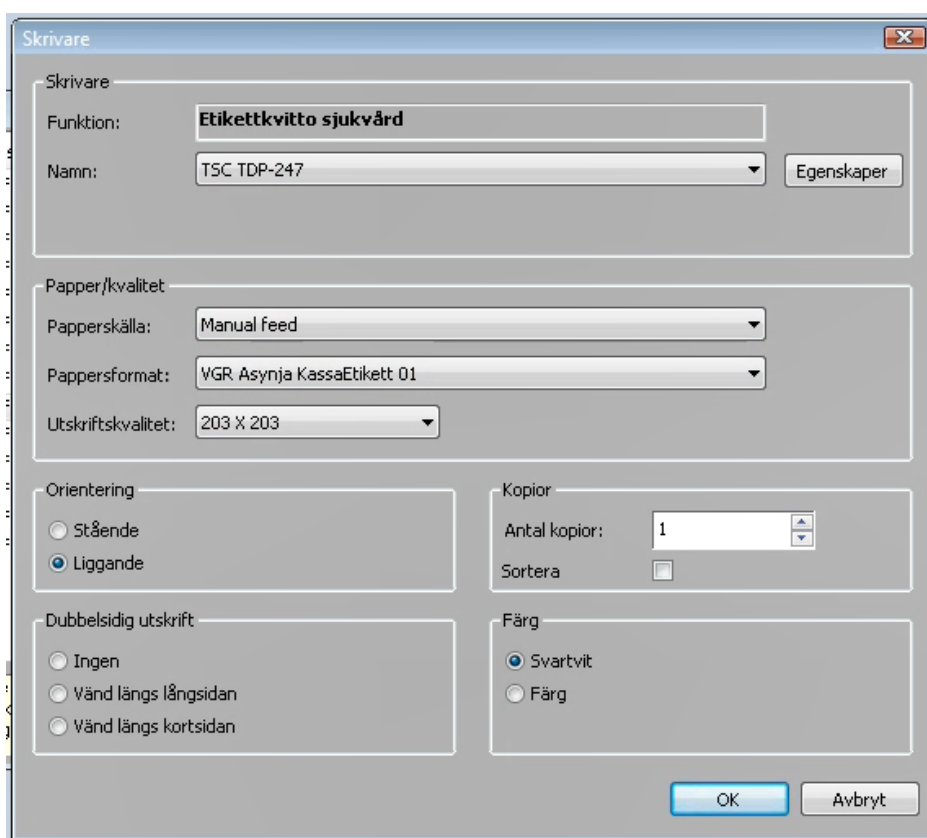 Skrivare
Skrivare
Funktion: Etikettkvitto sjukvård
Namn: TSC TDP-247 Egenskaper
Papper/kvalitet
Papperskälla: Manual feed
Pappersformat: VGR Asynja KassaEtikett 01
Utskriftskvalitet: 203 X 203
Orientering
Stående
Liggande
Kopior
Antal kopior: 1
Sortera
Dubbelsidig utskrift
Ingen
Vänd längs långsidan
Vänd längs kortsidan
Färg
Svartvit
Färg
OK Avbryt